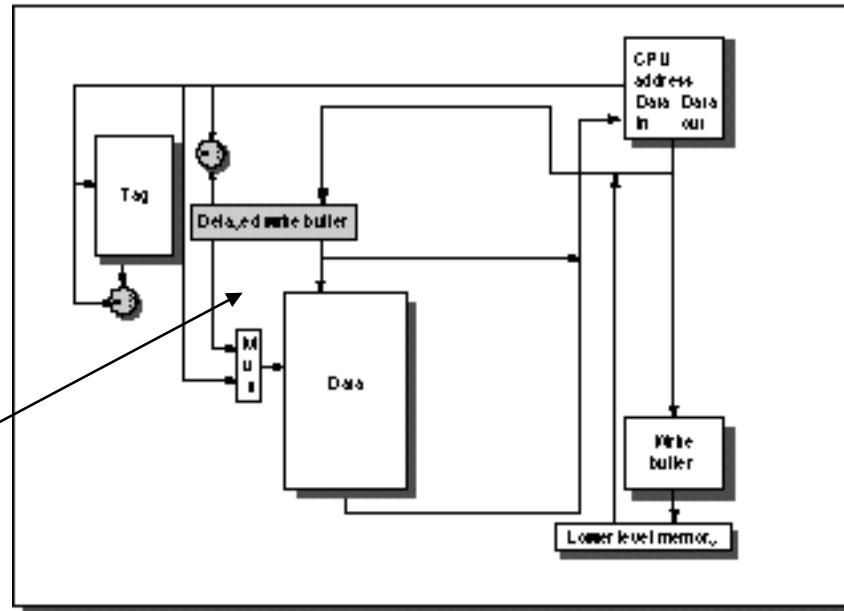 CPU
address
Data Data
in out
Tag
Delayed write buffer
Mux
Data
Write
buffer
Lower level memory